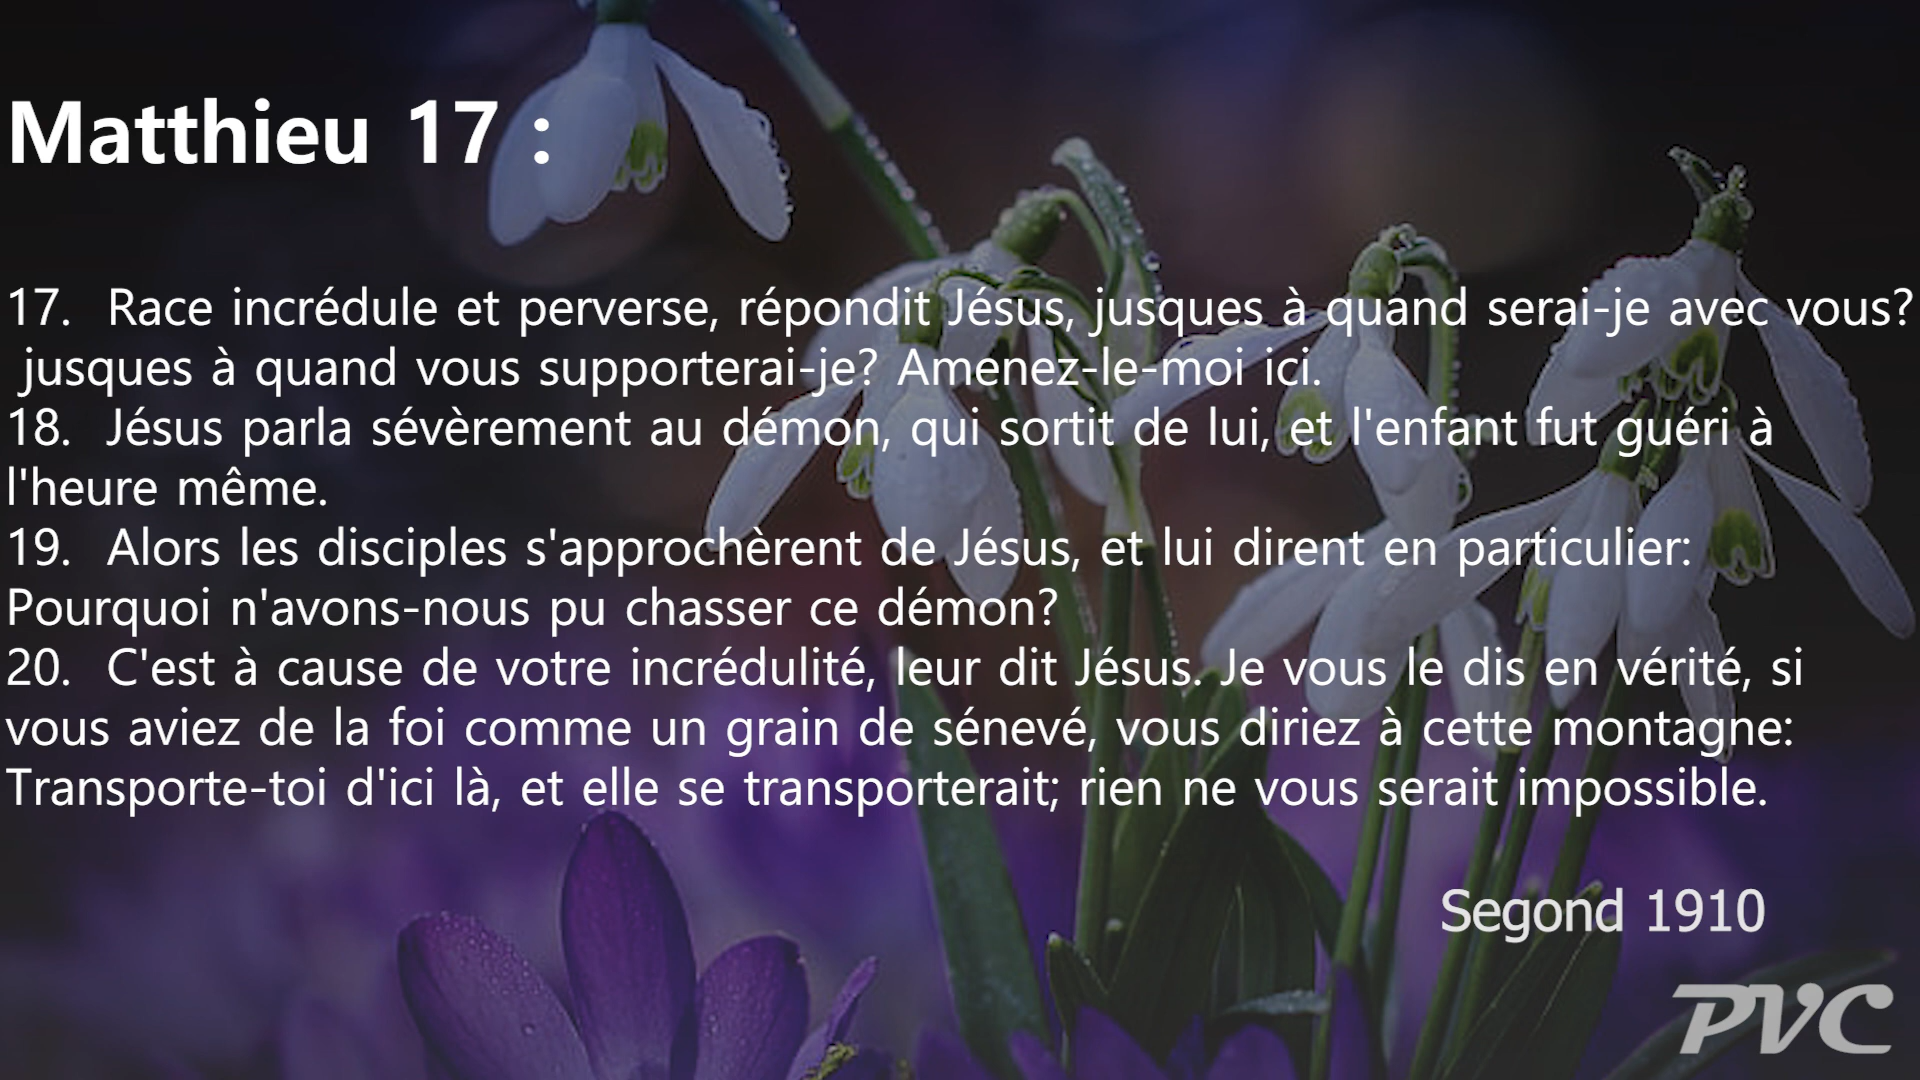 Matthieu 17 :
17. Race incrédule et perverse, répondit Jésus, jusques à quand serai-je avec vous?
jusques à quand vous supporterai-je? Amenez-le-moi ici.
18. Jésus parla sévèrement au démon, qui sortit de lui, et l'enfant fut guéri à
l'heure même.
19. Alors les disciples s'approchèrent de Jésus, et lui dirent en particulier:
Pourquoi n'avons-nous pu chasser ce démon?
20. C'est à cause de votre incrédulité, leur dit Jésus. Je vous le dis en vérité, si
vous aviez de la foi comme un grain de sénevé, vous diriez à cette montagne:
Transporte-toi d'ici là, et elle se transporterait; rien ne vous serait impossible.
Segond 1910
PVC